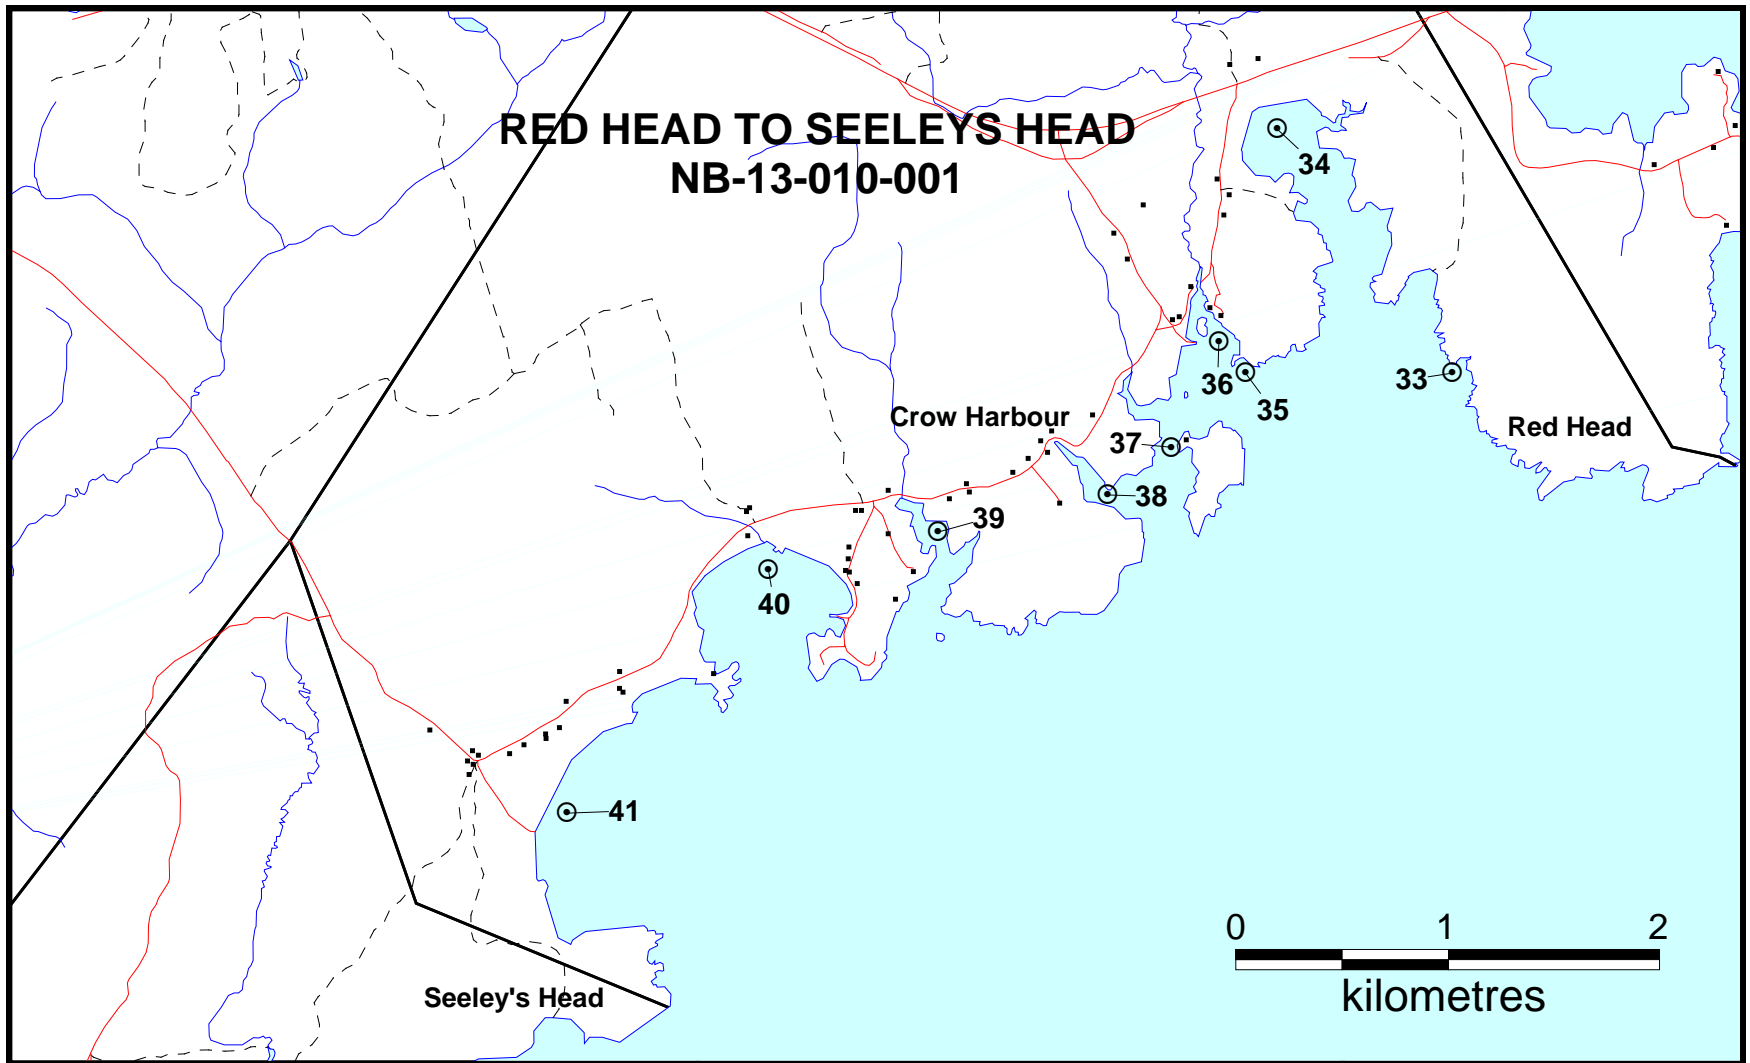 RED HEAD TO SEELEYS HEAD
NB-13-010-001
34
36
35
33
Crow Harbour
Red Head
37
38
39
40
41
0 1 2
kilometres
Seeley's Head